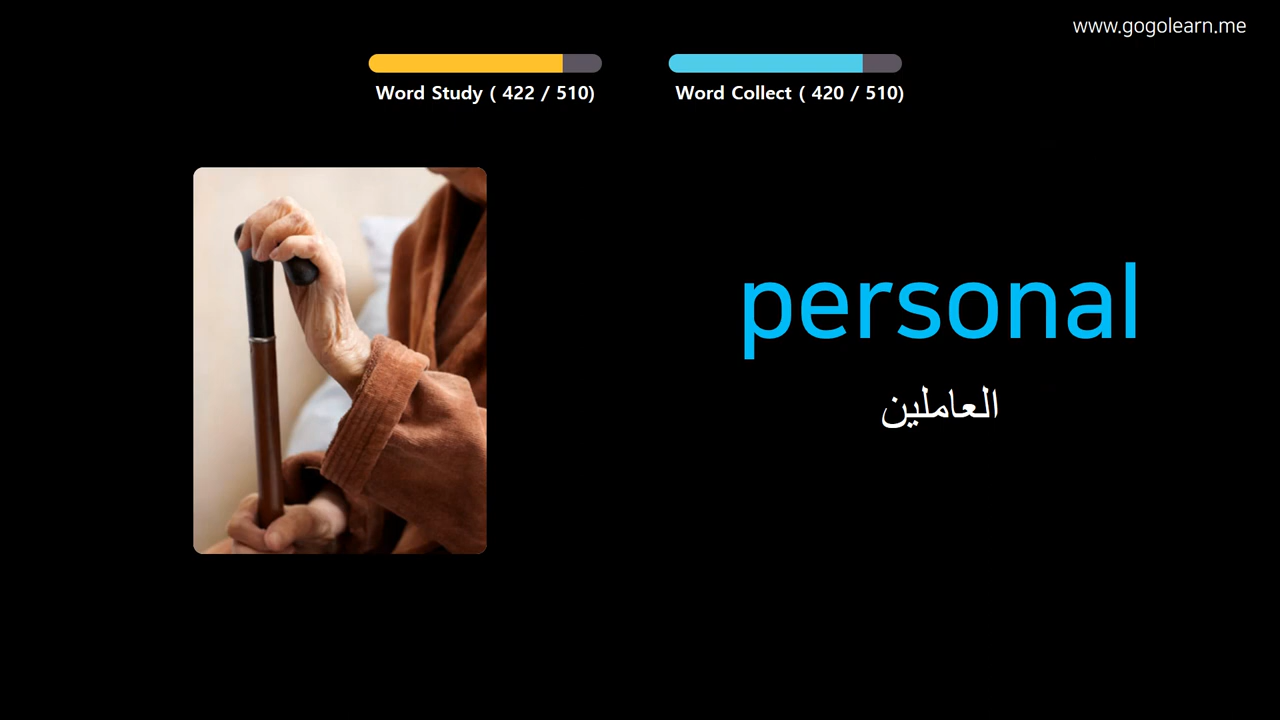 www.gogolearn.me
Word Study ( 422 / 510)
Word Collect ( 420 / 510)
personal
العاملين